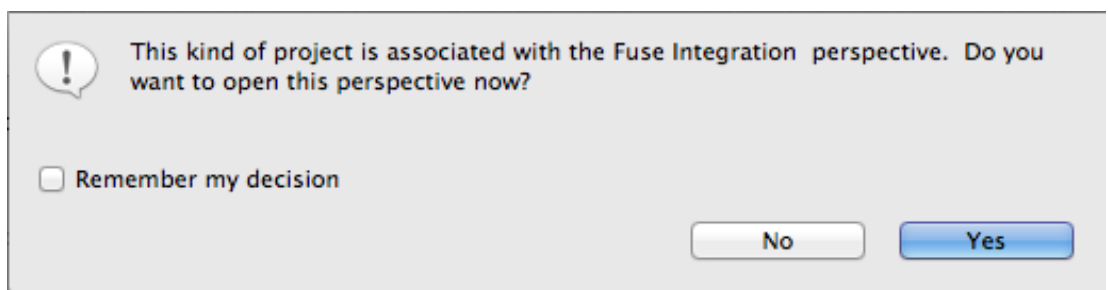 This kind of project is associated with the Fuse Integration  perspective.  Do you
want to open this perspective now?
Remember my decision
No
Yes